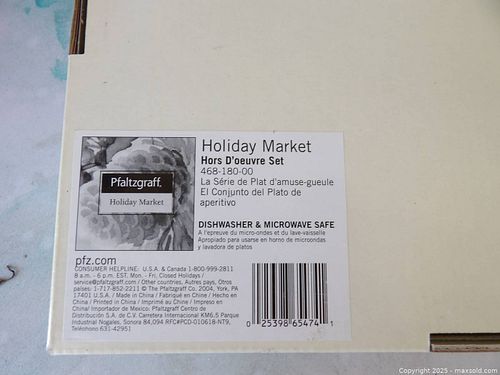 Holiday Market
Hors D'oeuvre Set
468-180-00
La Série de Plat d'amuse-gueule
El Conjunto del Plato de
aperitivo
Pfaltzgraff.
Holiday Market
DISHWASHER & MICROWAVE SAFE
A l'epreuve du micro-ondes et du lave-vaisselle
Apropiado para usarse en horno de microondas
y lavadora de platos
pfz.com
CONSUMER HELPLINE: U.S.A. & Canada 1-800-999-2811
8 a.m. - 6 p.m. EST, Mon. - Fri. Closed Holidays /
service@pfaltzgraff.com / Other countries, Autres pays, Otros
países: 1-717-852-2211 © The Pfaltzgraff Co. 2004, York, PA
17401 U.S.A. / Made in China / Fabriqué en Chine / Hecho en
China / Printed in China / Imprimé au Chine / Impreso en
China/ Importador de Mexico: Pfaltzgraff Centro de
Distribución S.A. de C.V. Carretera Internacional KM6.5 Parque
Industrial Nogales, Sonora 84,094 RFC#PCD-010618-NT9,
Teléfono 631-42951
0 25398 65474 1
Copyright © 2025 - maxsold.com